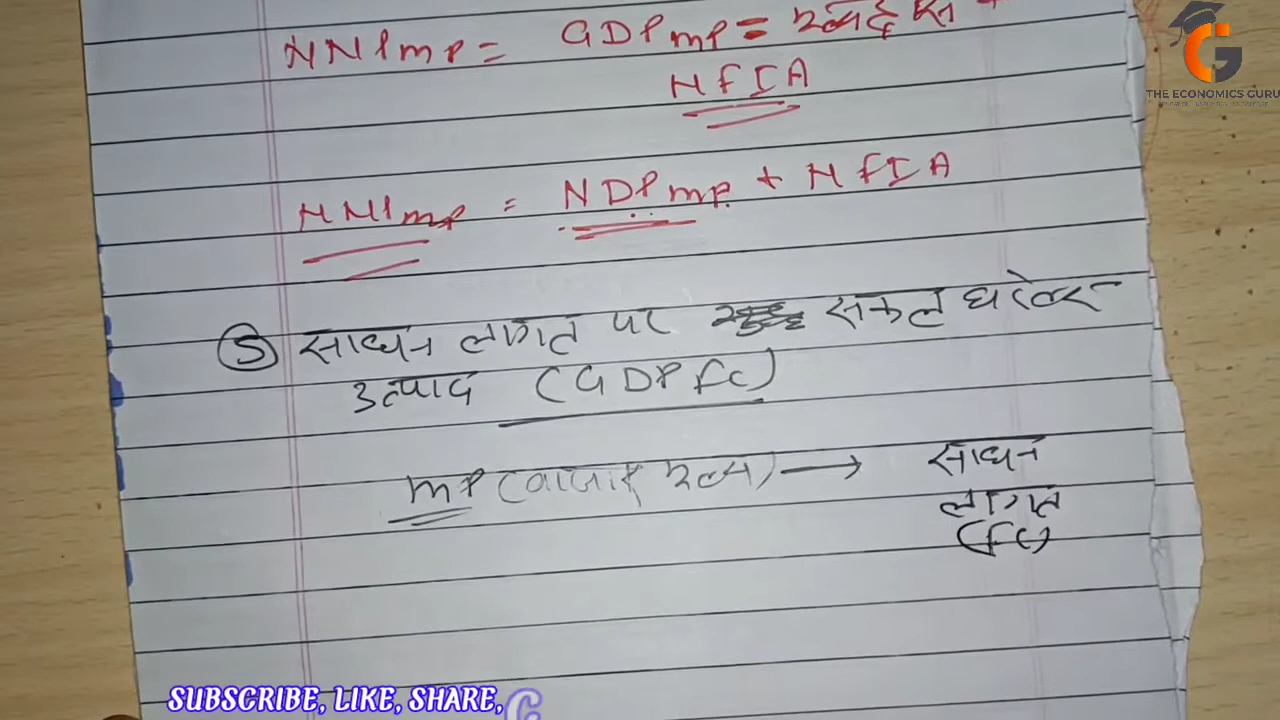 NNPmp = GDPmp =
NFIA
NNPmp = NDPmp + NFIA
⑤ साधन लागत पर सकल घरेलू
उत्पाद (GDPfc)
MP (बाजार मूल्य) → साधन
लागत
(FC)
G
THE ECONOMICS GURU
SUBSCRIBE, LIKE, SHARE,